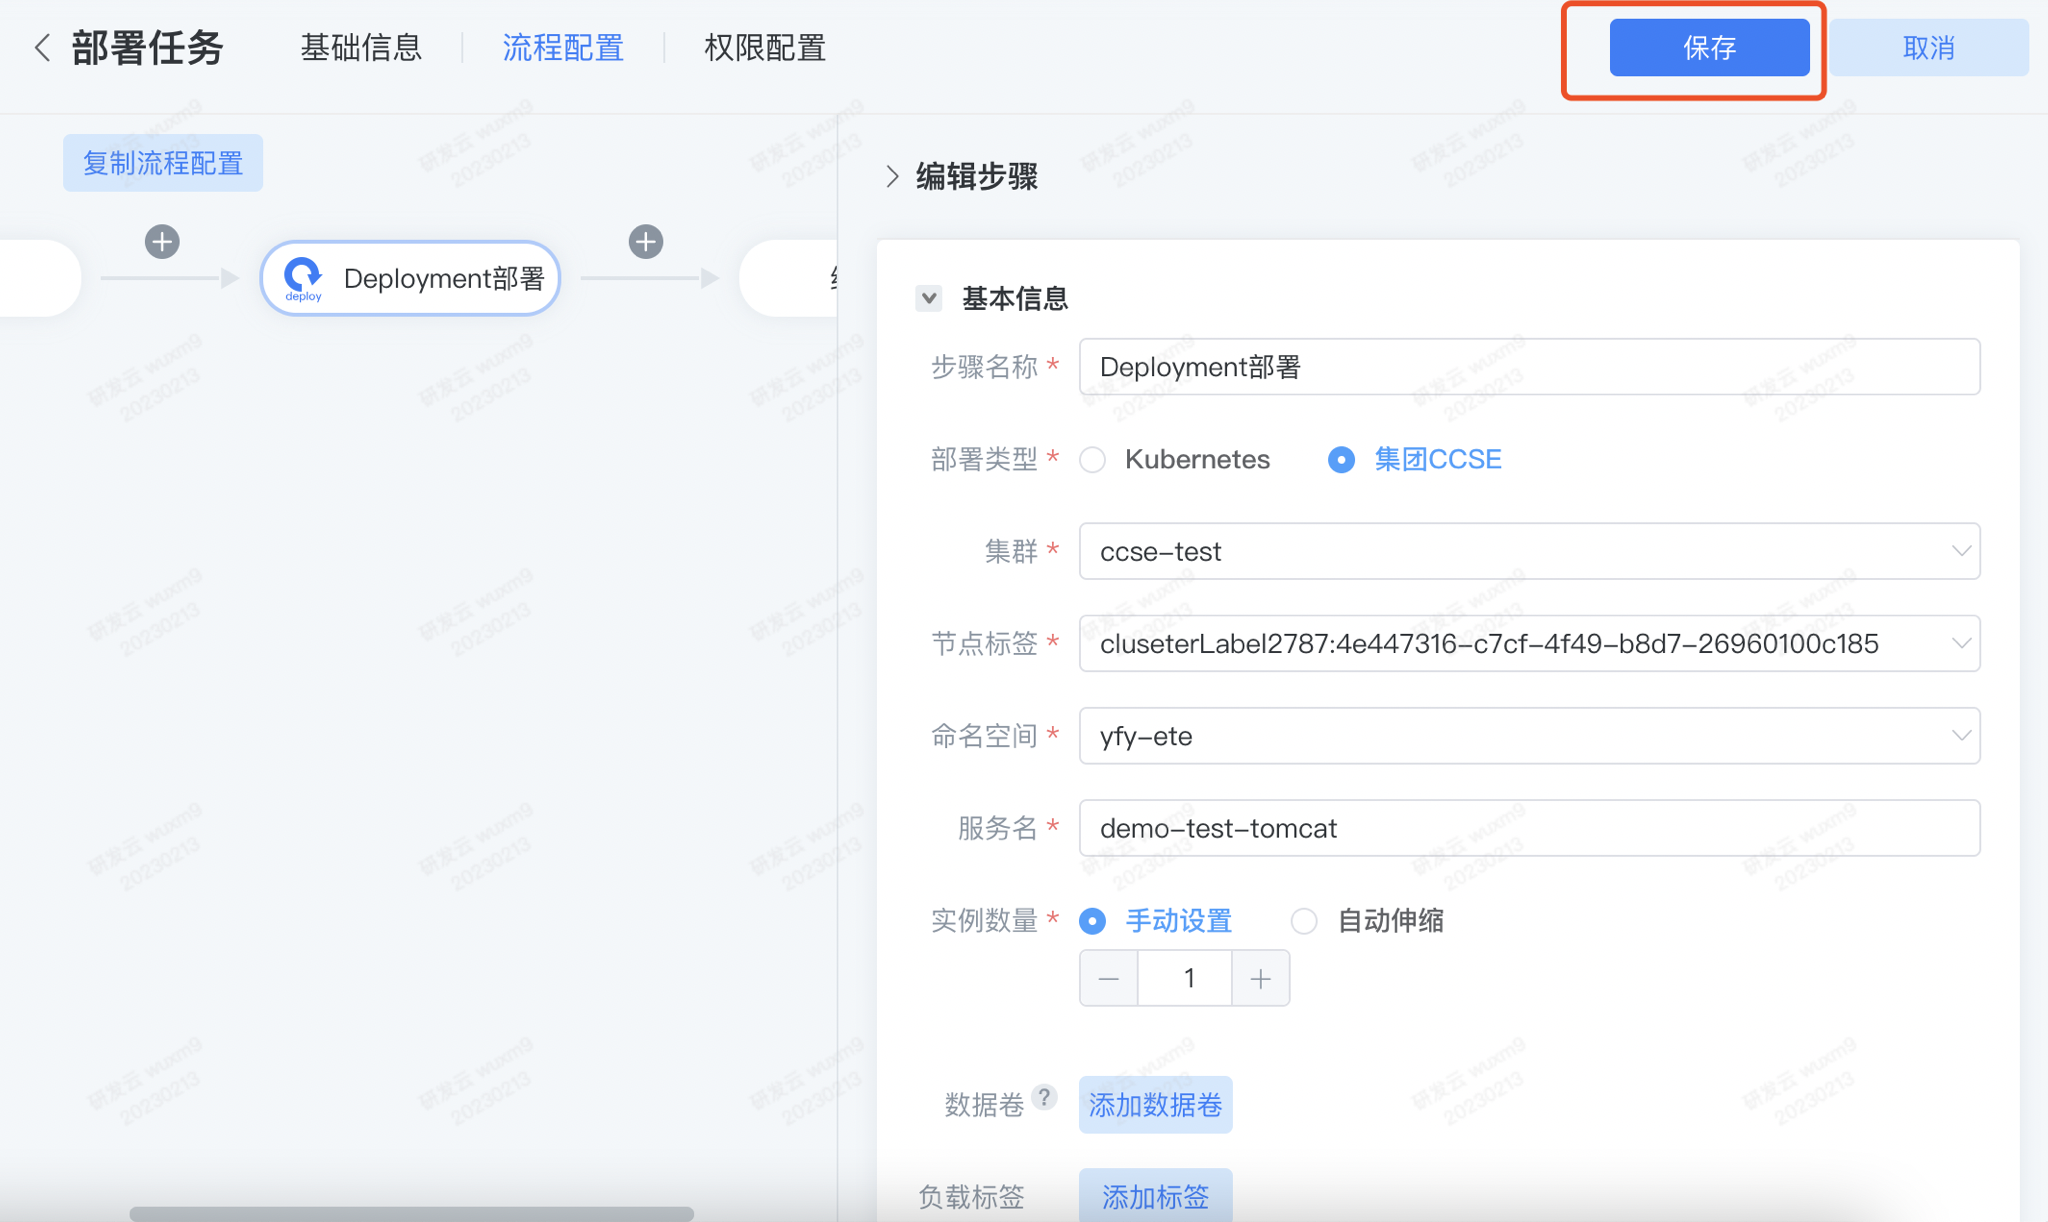 部署任务
基础信息
流程配置
权限配置
保存
取消
复制流程配置
deploy
Deployment部署
编辑步骤
基本信息
步骤名称 *
Deployment部署
部署类型 *
Kubernetes
集团CCSE
集群 *
ccse-test
节点标签 *
cluseterLabel2787:4e447316-c7cf-4f49-b8d7-26960100c185
命名空间 *
yfy-ete
服务名 *
demo-test-tomcat
实例数量 *
手动设置
自动伸缩
1
数据卷 ?
添加数据卷
负载标签
添加标签
研发云 wuxm9
20230213